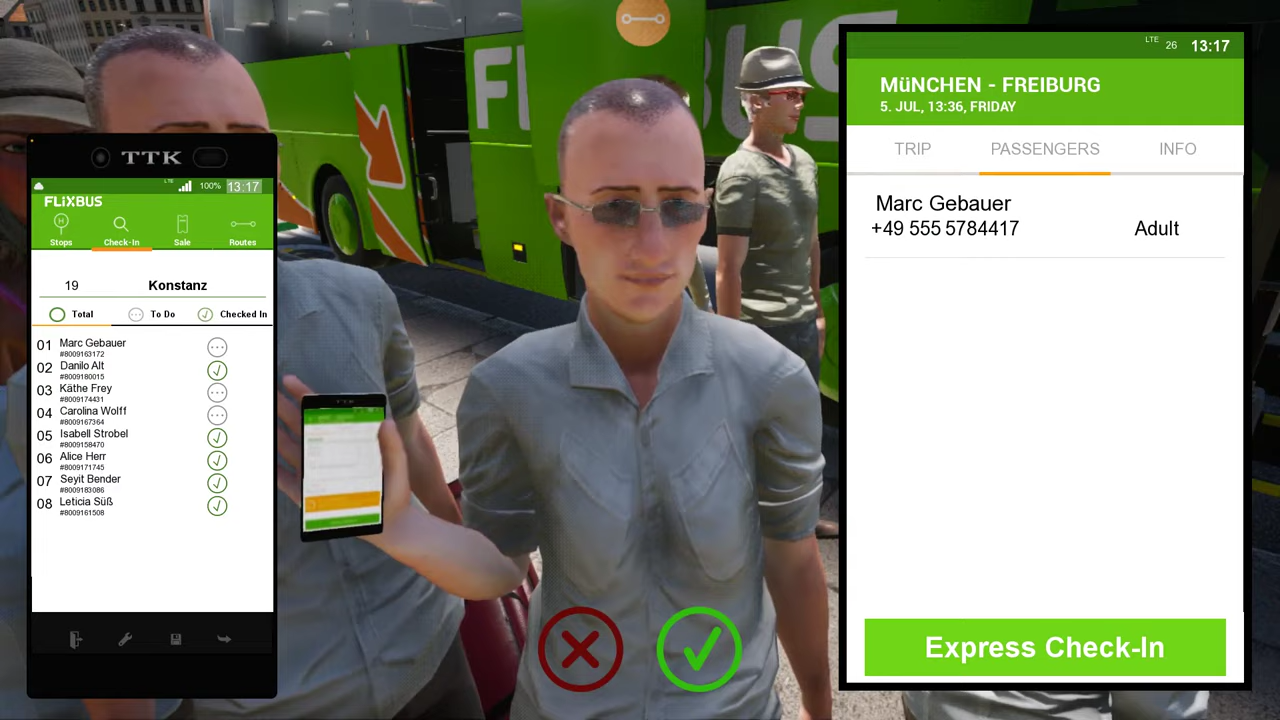 TTK
LTE
100%
13:17
FLiXBUS
H
Stops
Check-In
Sale
Routes
19
Konstanz
Total
To Do
Checked In
01 Marc Gebauer
#8009163172
02 Danilo Alt
#8009180015
03 Käthe Frey
#8009174431
04 Carolina Wolff
#8009167364
05 Isabell Strobel
#8009158470
06 Alice Herr
#8009171745
07 Seyit Bender
#8009183086
08 Leticia Süß
#8009161508
TTK
FLIXBUS
LTE 26 13:17
MüNCHEN - FREIBURG
5. JUL, 13:36, FRIDAY
TRIP PASSENGERS INFO
Marc Gebauer
+49 555 5784417 Adult
Express Check-In